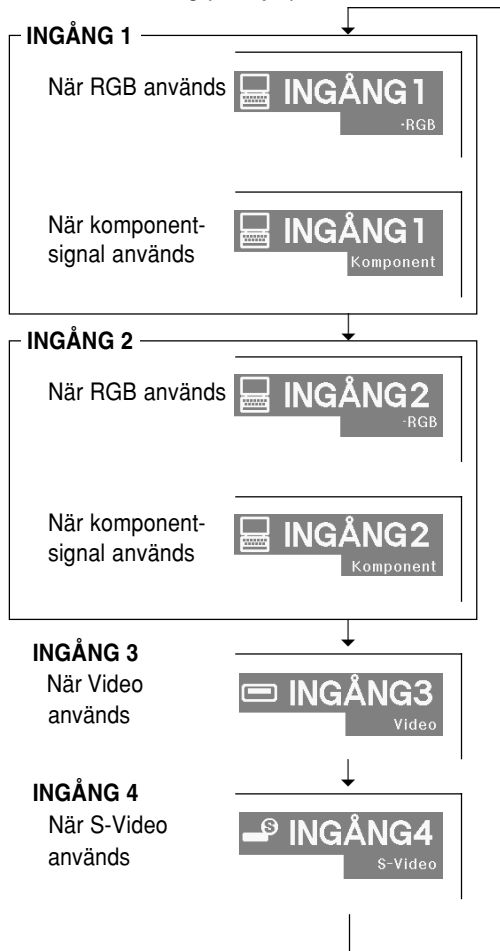 INGÅNG 1
När RGB används
INGÅNG1
·RGB
När komponent-
signal används
INGÅNG1
Komponent
INGÅNG 2
När RGB används
INGÅNG2
·RGB
När komponent-
signal används
INGÅNG2
Komponent
INGÅNG 3
När Video
används
INGÅNG3
Video
INGÅNG 4
När S-Video
används
S
INGÅNG4
S-Video